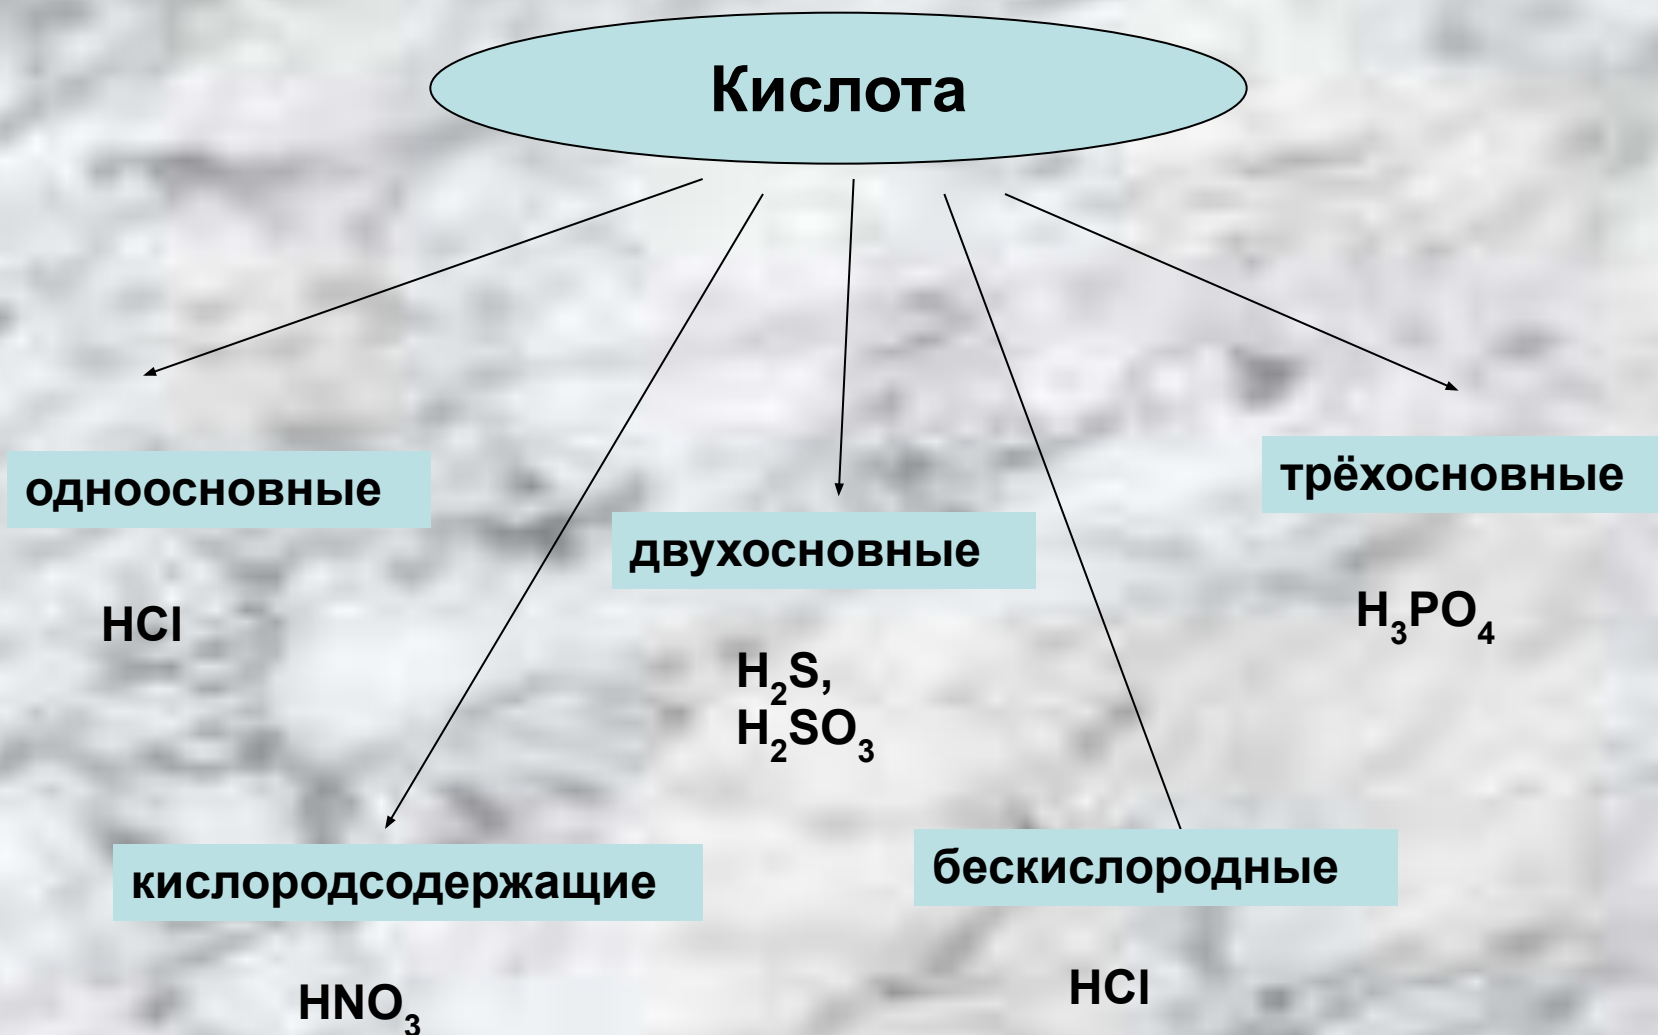 Кислота
одноосновные
трёхосновные
двухосновные
HCl
H₃PO₄
H₂S,
H₂SO₃
кислородсодержащие
бескислородные
HNO₃
HCl